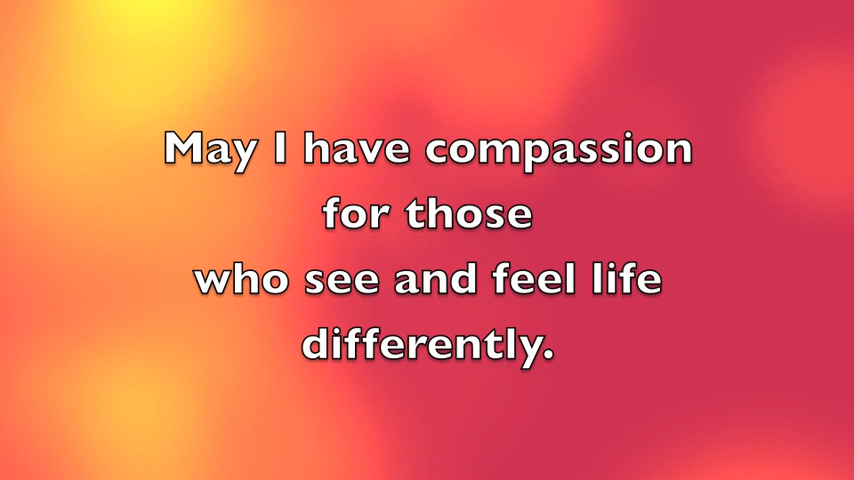 May I have compassion
for those
who see and feel life
differently.